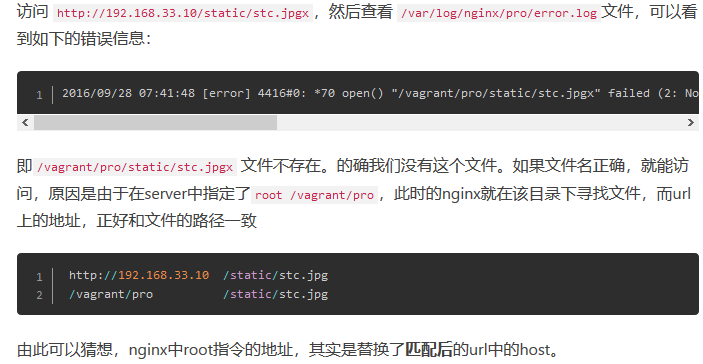 访问 http://192.168.33.10/static/stc.jpgx，然后查看 /var/log/nginx/pro/error.log 文件，可以看
到如下的错误信息：
1 2016/09/28 07:41:48 [error] 4416#0: *70 open() "/vagrant/pro/static/stc.jpgx" failed (2: No
即 /vagrant/pro/static/stc.jpgx 文件不存在。的确我们没有这个文件。如果文件名正确，就能访
问，原因是由于在server中指定了 root /vagrant/pro，此时的nginx就在该目录下寻找文件，而url
上的地址，正好和文件的路径一致
1 http://192.168.33.10 /static/stc.jpg
2 /vagrant/pro /static/stc.jpg
由此可以猜想，nginx中root指令的地址，其实是替换了匹配后的url中的host。